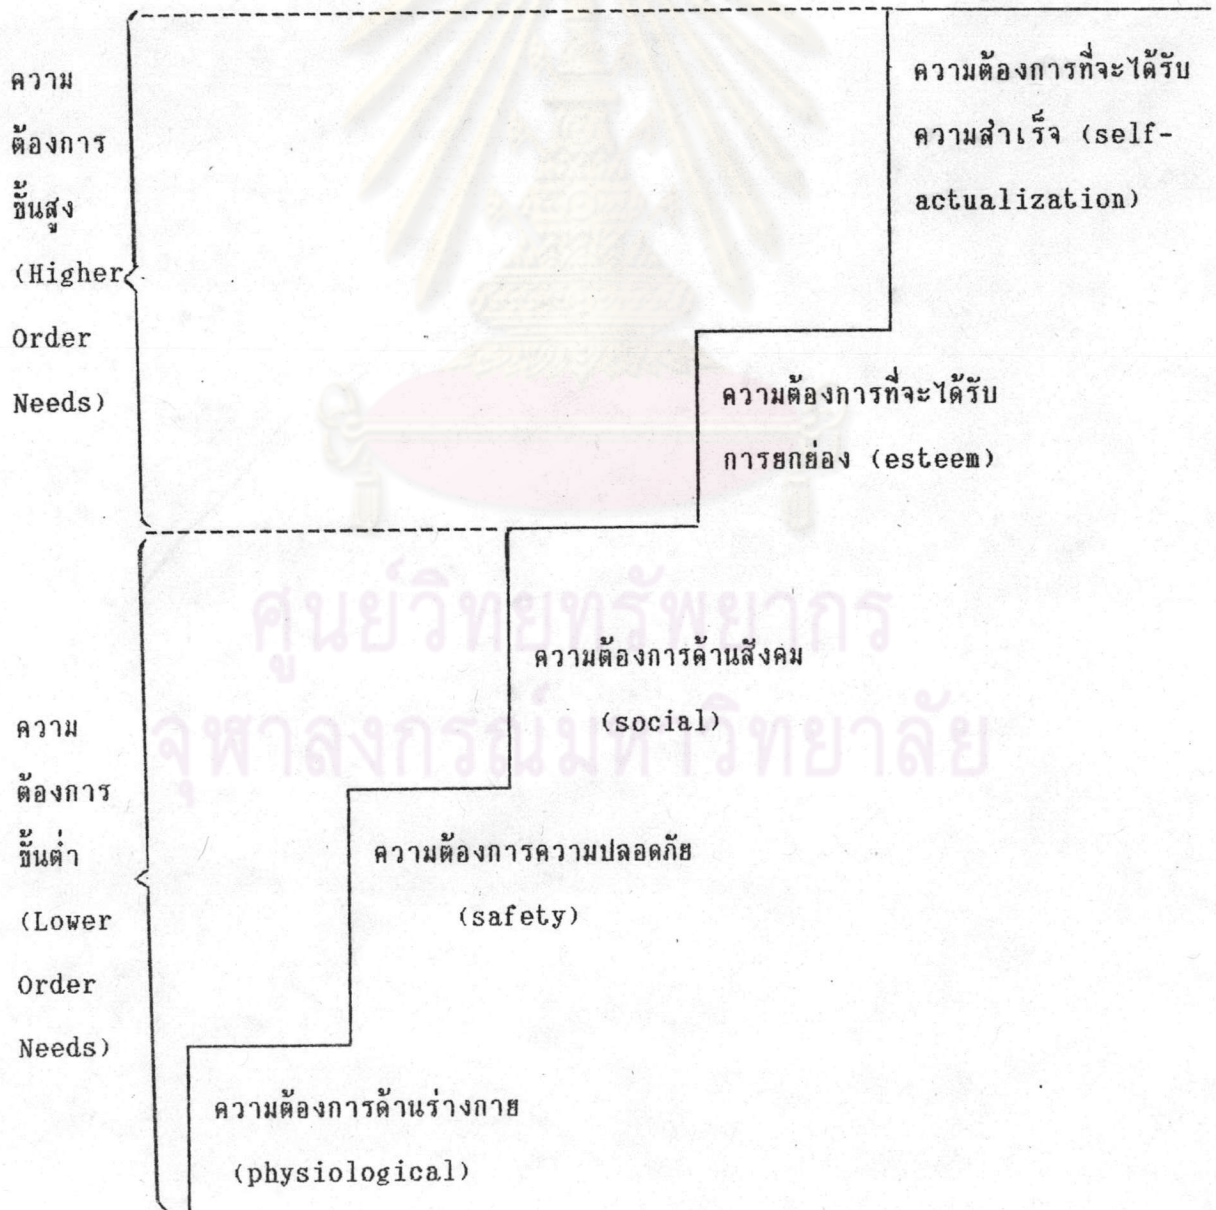 ความ
ต้องการ
ขั้นสูง
(Higher
Order
Needs)
ความต้องการที่จะได้รับ
ความสำเร็จ (self-
actualization)
ความต้องการที่จะได้รับ
การยกย่อง (esteem)
ศูนย์วิทยทรัพยากร
จุฬาลงกรณ์มหาวิทยาลัย
ความ
ต้องการ
ขั้นต่ำ
(Lower
Order
Needs)
ความต้องการด้านสังคม
(social)
ความต้องการความปลอดภัย
(safety)
ความต้องการด้านร่างกาย
(physiological)